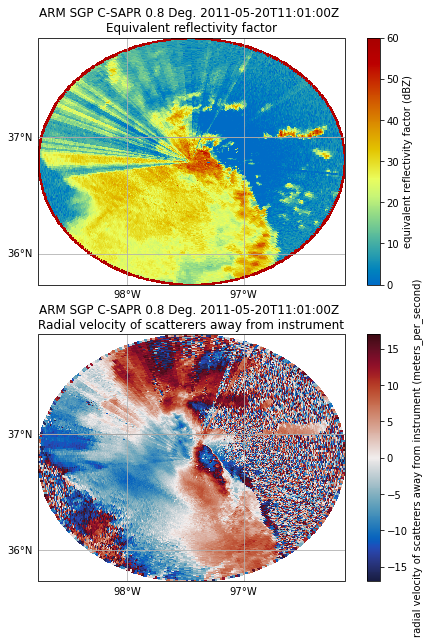 ARM SGP C-SAPR 0.8 Deg. 2011-05-20T11:01:00Z
Equivalent reflectivity factor
37°N
36°N
98°W 97°W
60
50
40
30
20
10
0
equivalent reflectivity factor (dBZ)
ARM SGP C-SAPR 0.8 Deg. 2011-05-20T11:01:00Z
Radial velocity of scatterers away from instrument
37°N
36°N
98°W 97°W
15
10
5
0
−5
−10
−15
radial velocity of scatterers away from instrument (meters_per_second)